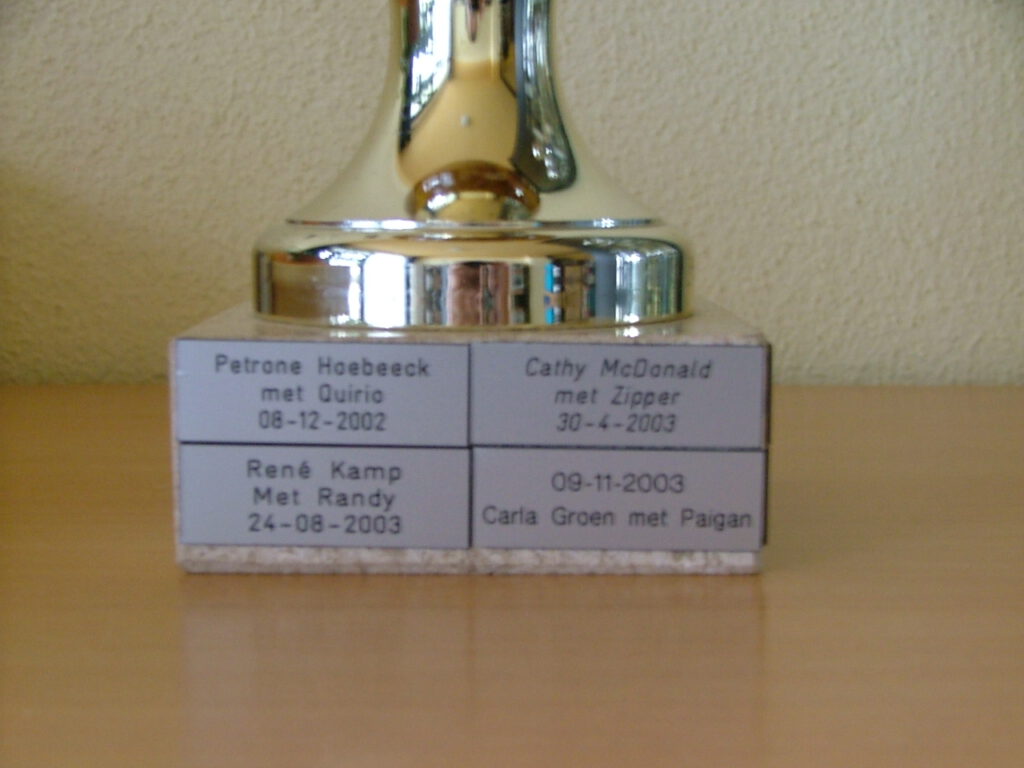 Petrone Hoebeeck
met Quirio
08-12-2002
Cathy McDonald
met Zipper
30-4-2003
René Kamp
Met Randy
24-08-2003
09-11-2003
Carla Groen met Paigan